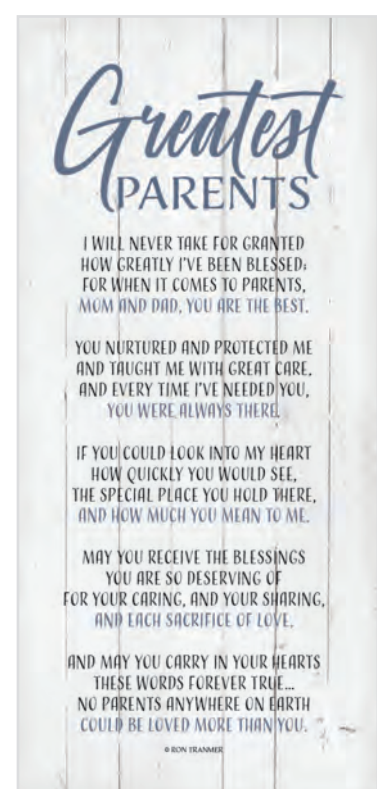 Greatest
PARENTS
I WILL NEVER TAKE FOR GRANTED
HOW GREATLY I'VE BEEN BLESSED;
FOR WHEN IT COMES TO PARENTS,
MOM AND DAD, YOU ARE THE BEST.
YOU NURTURED AND PROTECTED ME
AND TAUGHT ME WITH GREAT CARE,
AND EVERY TIME I'VE NEEDED YOU,
YOU WERE ALWAYS THERE.
IF YOU COULD LOOK INTO MY HEART
HOW QUICKLY YOU WOULD SEE,
THE SPECIAL PLACE YOU HOLD THERE,
AND HOW MUCH YOU MEAN TO ME.
MAY YOU RECEIVE THE BLESSINGS
YOU ARE SO DESERVING OF
FOR YOUR CARING, AND YOUR SHARING,
AND EACH SACRIFICE OF LOVE.
AND MAY YOU CARRY IN YOUR HEARTS
THESE WORDS FOREVER TRUE...
NO PARENTS ANYWHERE ON EARTH
COULD BE LOVED MORE THAN YOU.
© RON TRANMER